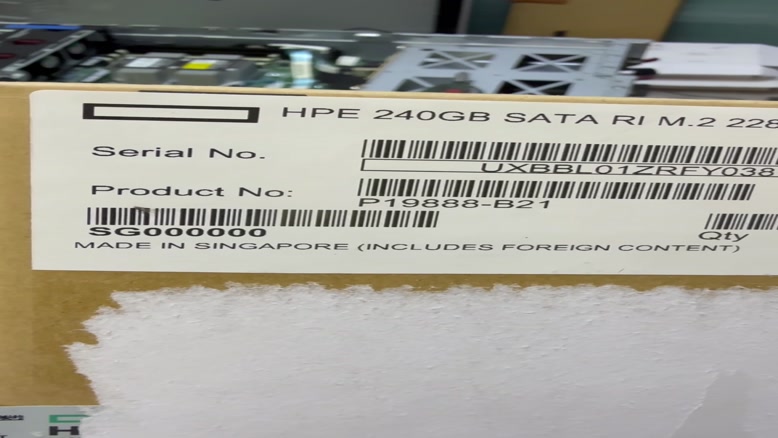 HPE 240GB SATA RI M.2 228
Serial No.
UXBBL01ZRFY038
Product No:
P19888-B21
SG000000
Qty
MADE IN SINGAPORE (INCLUDES FOREIGN CONTENT)
H